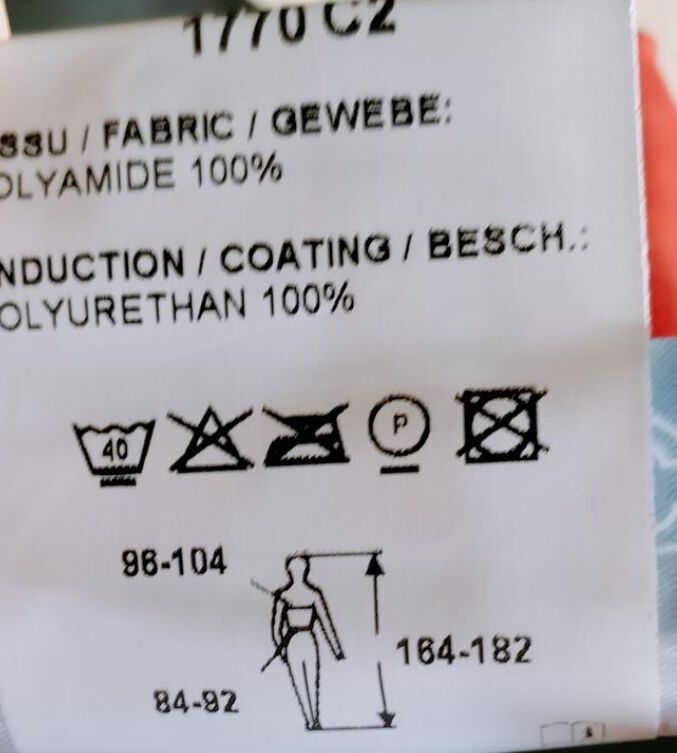 1770 C2
SSU / FABRIC / GEWEBE:
OLYAMIDE 100%
NDUCTION / COATING / BESCH.:
OLYURETHAN 100%
40
P
96-104
164-182
84-92